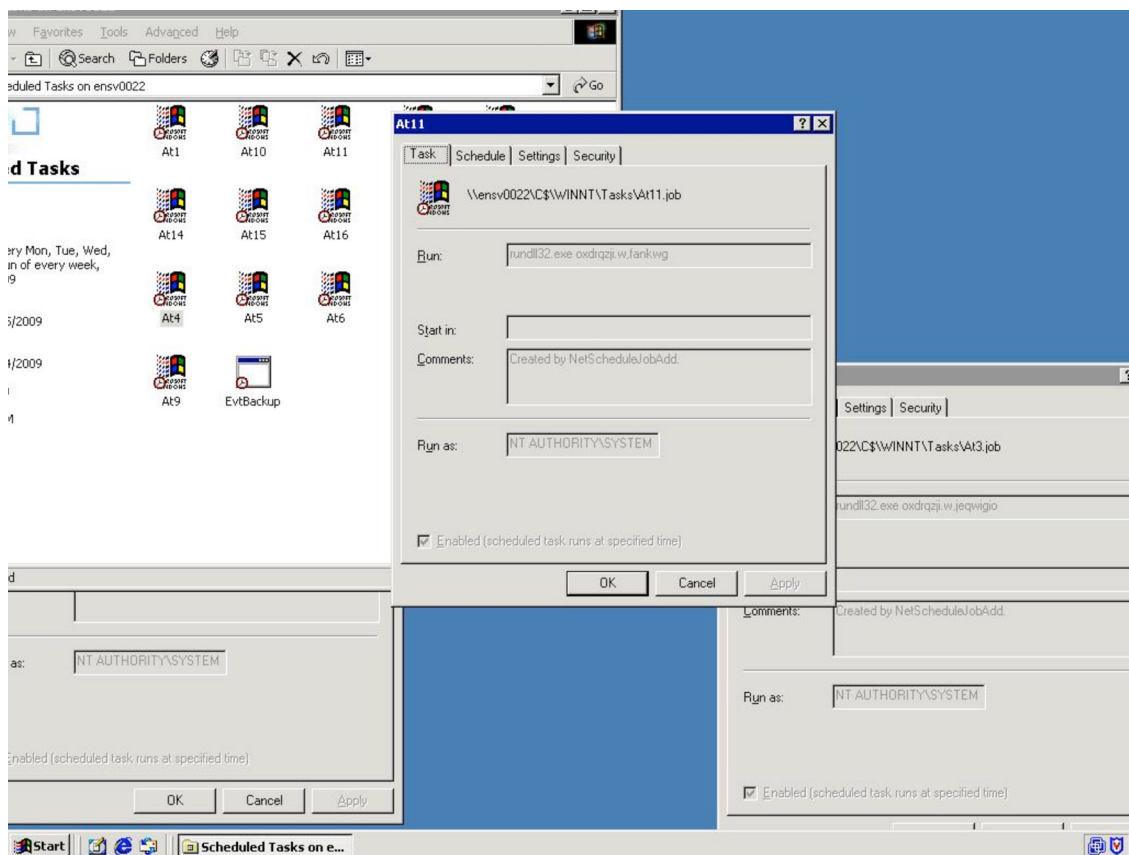 Favorites Tools Advanced Help
Search Folders
eduled Tasks on ensv0022
Go
At1 At10 At11
d Tasks
At14 At15 At16
ery Mon, Tue, Wed,
un of every week,
At4 At5 At6
5/2009
4/2009
At9 EvtBackup
At11
Task Schedule Settings Security
\\ensv0022\C$\WINNT\Tasks\At11.job
Run: rundll32.exe oxdrqzji.w,fankwg
Start in:
Comments: Created by NetScheduleJobAdd.
Run as: NT AUTHORITY\SYSTEM
Enabled (scheduled task runs at specified time)
OK Cancel Apply
Settings Security
022\C$\WINNT\Tasks\At3.job
rundll32.exe oxdrqzji.w,jeqwigio
Comments: Created by NetScheduleJobAdd.
Run as: NT AUTHORITY\SYSTEM
Enabled (scheduled task runs at specified time)
d
as: NT AUTHORITY\SYSTEM
Enabled (scheduled task runs at specified time)
OK Cancel Apply
Start Scheduled Tasks on e...